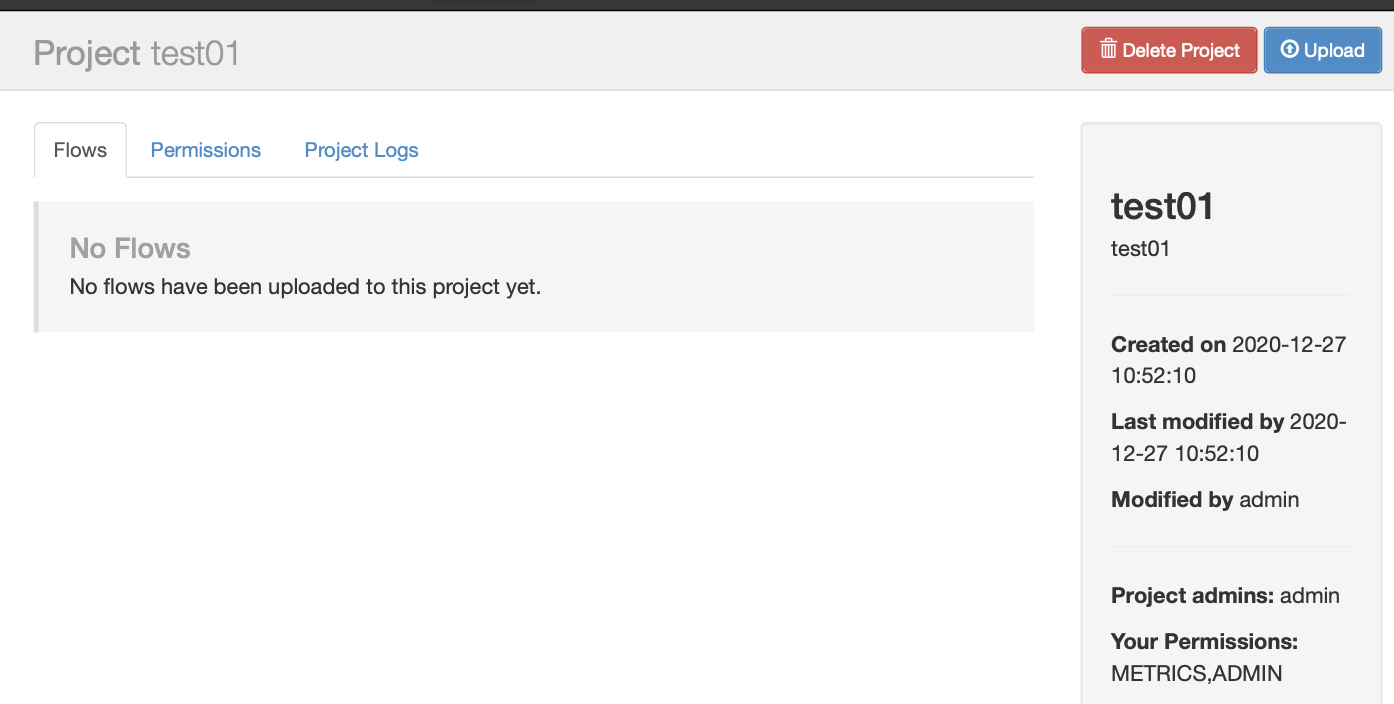 Project test01
Delete Project
Upload
Flows
Permissions
Project Logs
No Flows
No flows have been uploaded to this project yet.
test01
test01
Created on 2020-12-27
10:52:10
Last modified by 2020-
12-27 10:52:10
Modified by admin
Project admins: admin
Your Permissions:
METRICS,ADMIN